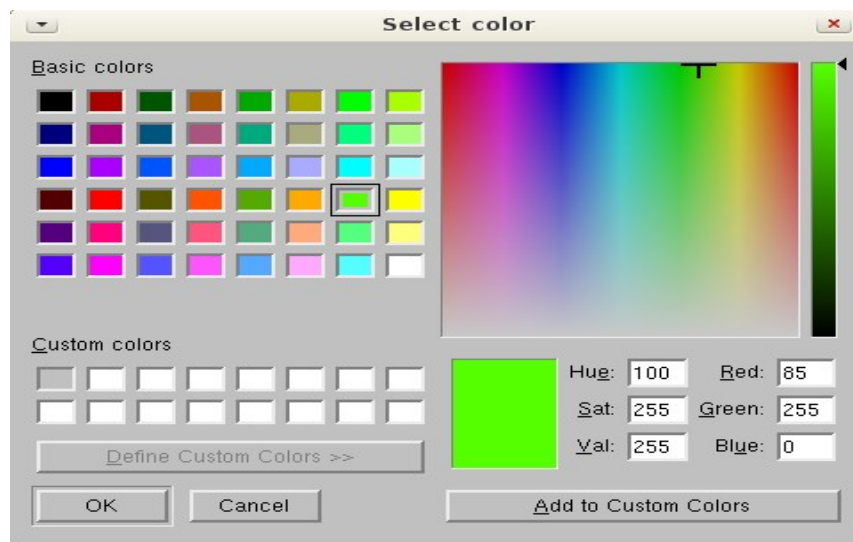 Select color
Basic colors
Custom colors
Define Custom Colors >>
OK Cancel
Hue: 100 Red: 85
Sat: 255 Green: 255
Val: 255 Blue: 0
Add to Custom Colors